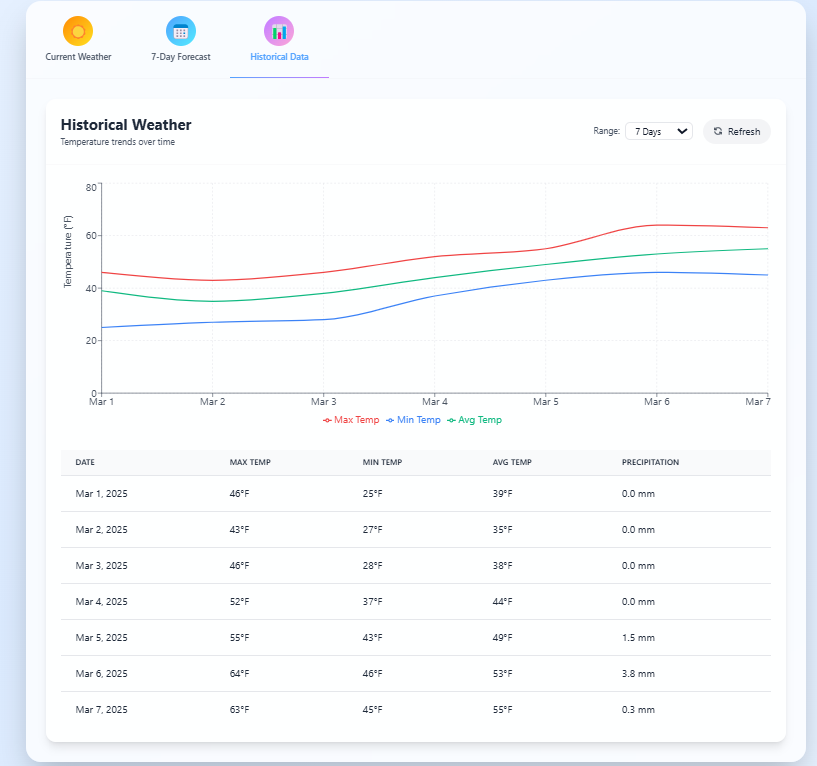 Current Weather 7-Day Forecast Historical Data
Historical Weather
Temperature trends over time
Range: 7 Days Refresh
Temperature (°F)
80
60
40
20
0
Mar 1 Mar 2 Mar 3 Mar 4 Mar 5 Mar 6 Mar 7
Max Temp Min Temp Avg Temp
DATE MAX TEMP MIN TEMP AVG TEMP PRECIPITATION
Mar 1, 2025 46°F 25°F 39°F 0.0 mm
Mar 2, 2025 43°F 27°F 35°F 0.0 mm
Mar 3, 2025 46°F 28°F 38°F 0.0 mm
Mar 4, 2025 52°F 37°F 44°F 0.0 mm
Mar 5, 2025 55°F 43°F 49°F 1.5 mm
Mar 6, 2025 64°F 46°F 53°F 3.8 mm
Mar 7, 2025 63°F 45°F 55°F 0.3 mm